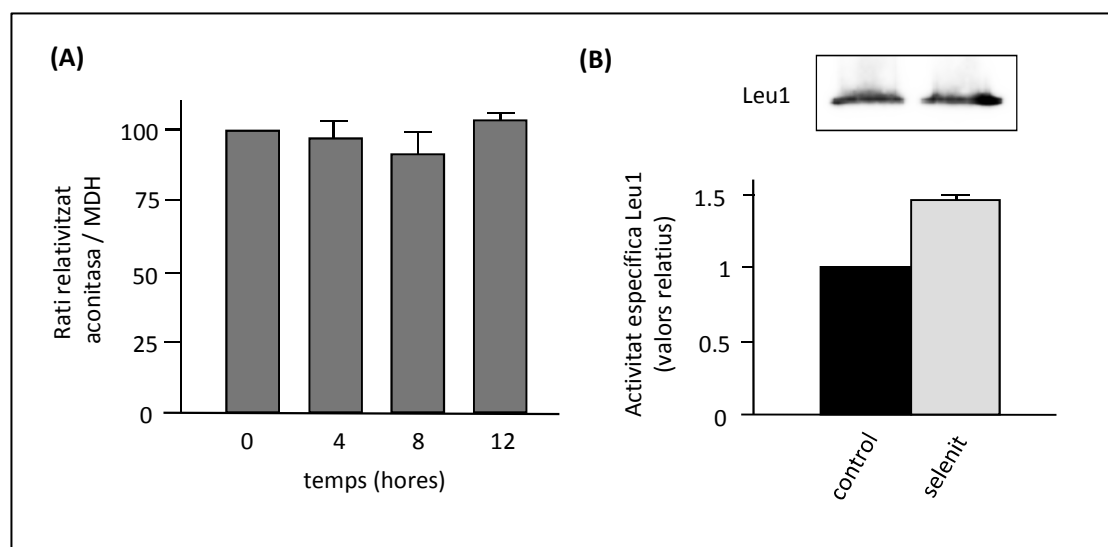 (A)
Rati relativitzat
aconitasa / MDH
100
75
50
25
0
0 4 8 12
temps (hores)
(B)
Leu1
Activitat específica Leu1
(valors relatius)
1.5
1
0.5
0
control
selenit